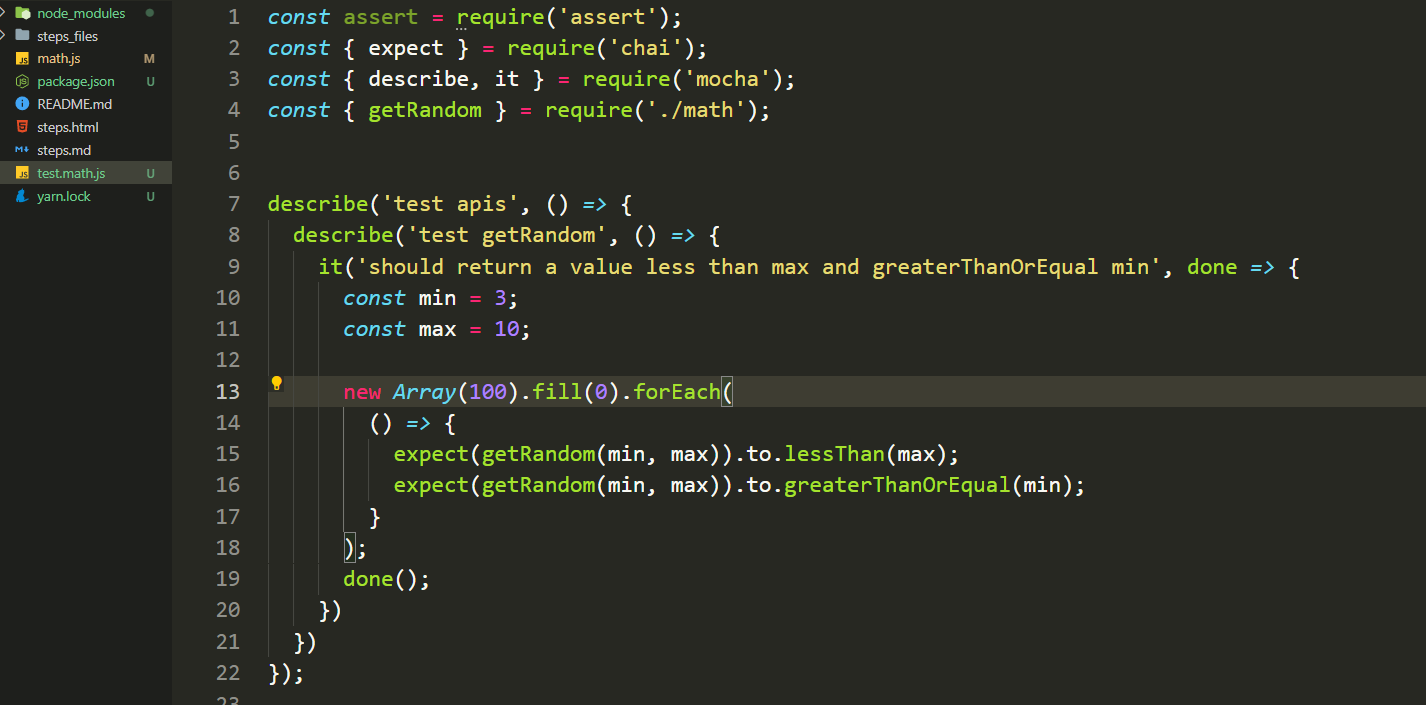 node_modules
steps_files
math.js M
package.json U
README.md
steps.html
steps.md
test.math.js U
yarn.lock U
1 const assert = require('assert');
2 const { expect } = require('chai');
3 const { describe, it } = require('mocha');
4 const { getRandom } = require('./math');
5
6
7 describe('test apis', () => {
8 describe('test getRandom', () => {
9 it('should return a value less than max and greaterThanOrEqual min', done => {
10 const min = 3;
11 const max = 10;
12
13 new Array(100).fill(0).forEach(
14 () => {
15 expect(getRandom(min, max)).to.lessThan(max);
16 expect(getRandom(min, max)).to.greaterThanOrEqual(min);
17 }
18 );
19 done();
20 })
21 })
22 });
23